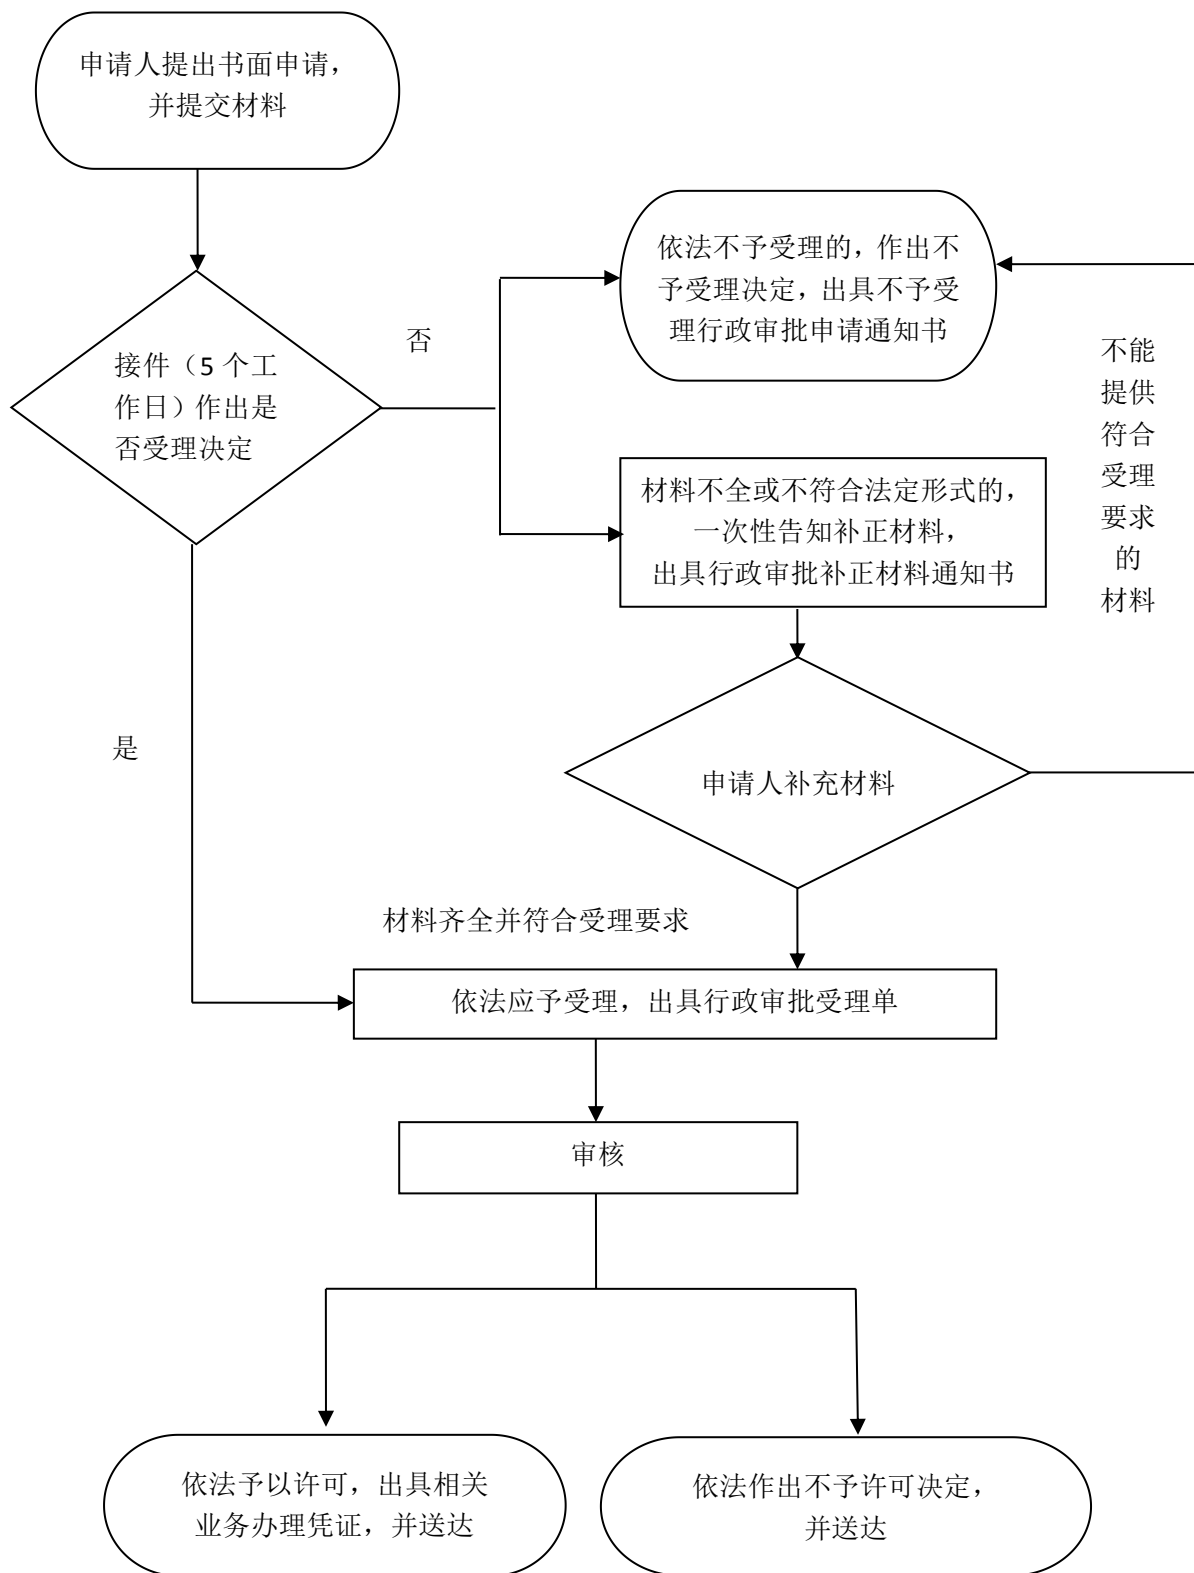 申请人提出书面申请，
并提交材料
依法不予受理的，作出不
予受理决定，出具不予受
理行政审批申请通知书
否
接件（5 个工
作日）作出是
否受理决定
不能
提供
符合
受理
要求
的
材料
材料不全或不符合法定形式的，
一次性告知补正材料，
出具行政审批补正材料通知书
是
申请人补充材料
材料齐全并符合受理要求
依法应予受理，出具行政审批受理单
审核
依法予以许可，出具相关
业务办理凭证，并送达
依法作出不予许可决定，
并送达